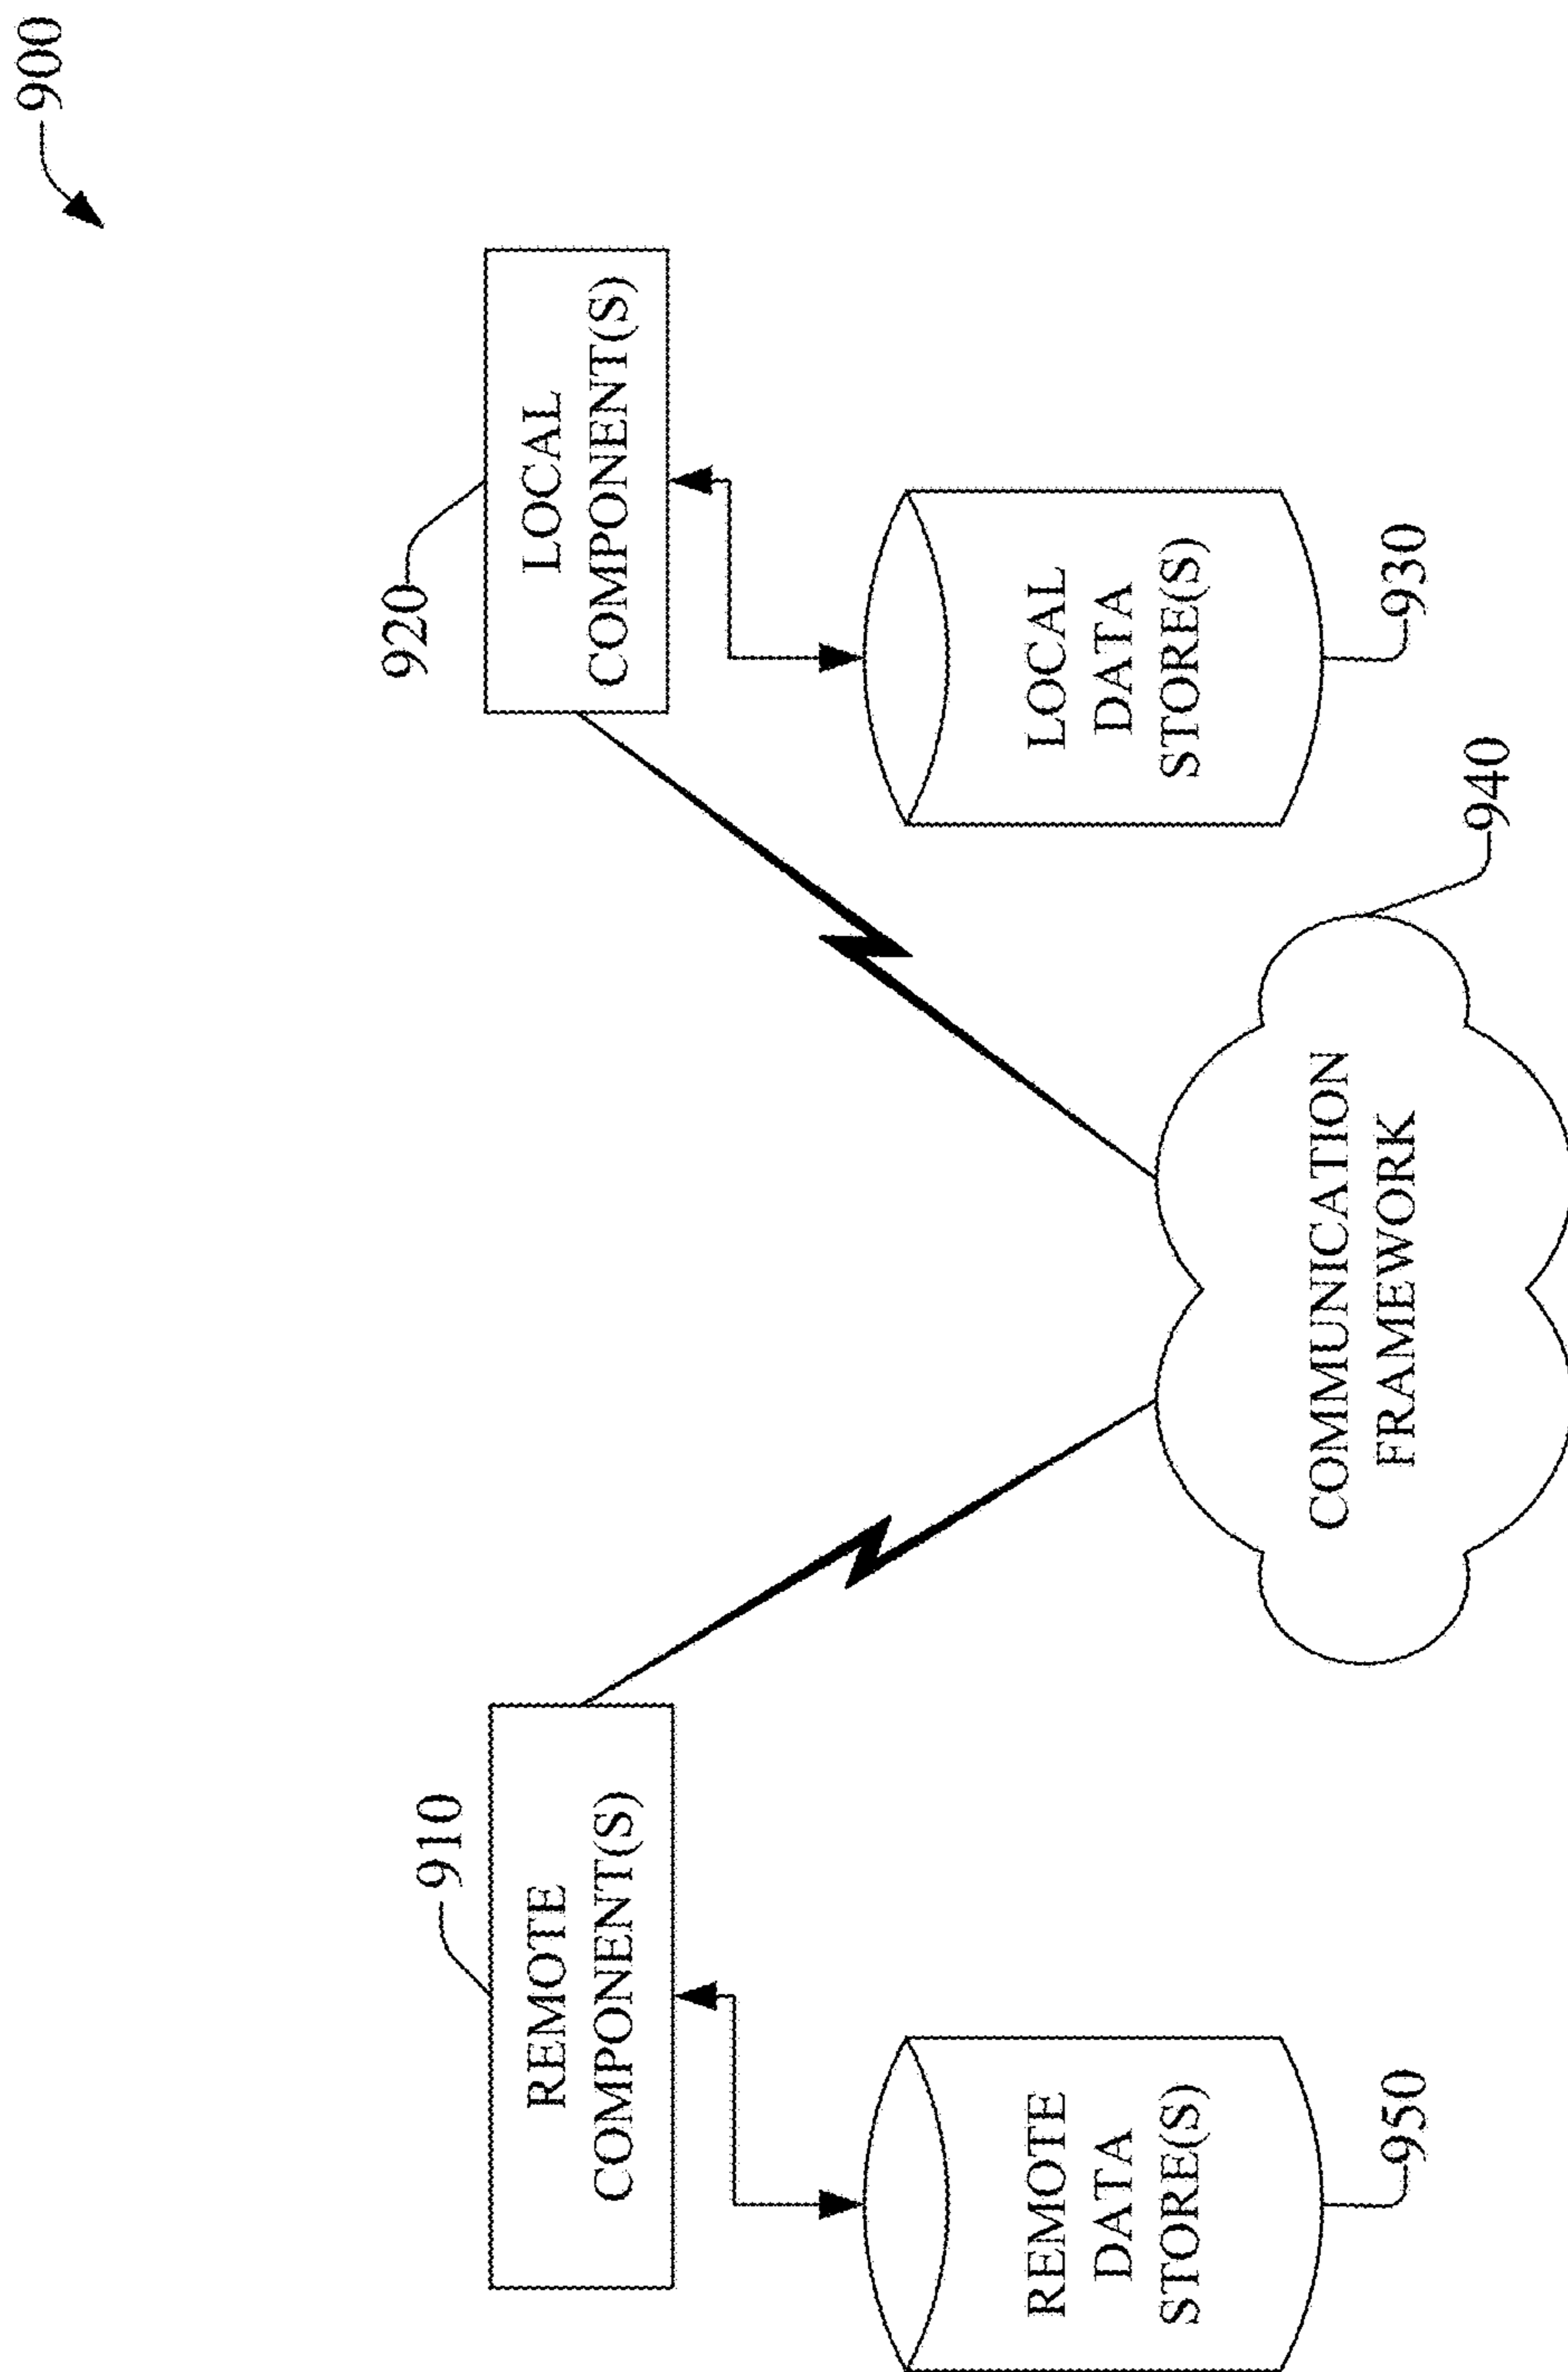 900
910
REMOTE
COMPONENT(S)
920
LOCAL
COMPONENT(S)
REMOTE
DATA
STORE(S)
950
COMMUNICATION
FRAMEWORK
940
LOCAL
DATA
STORE(S)
930